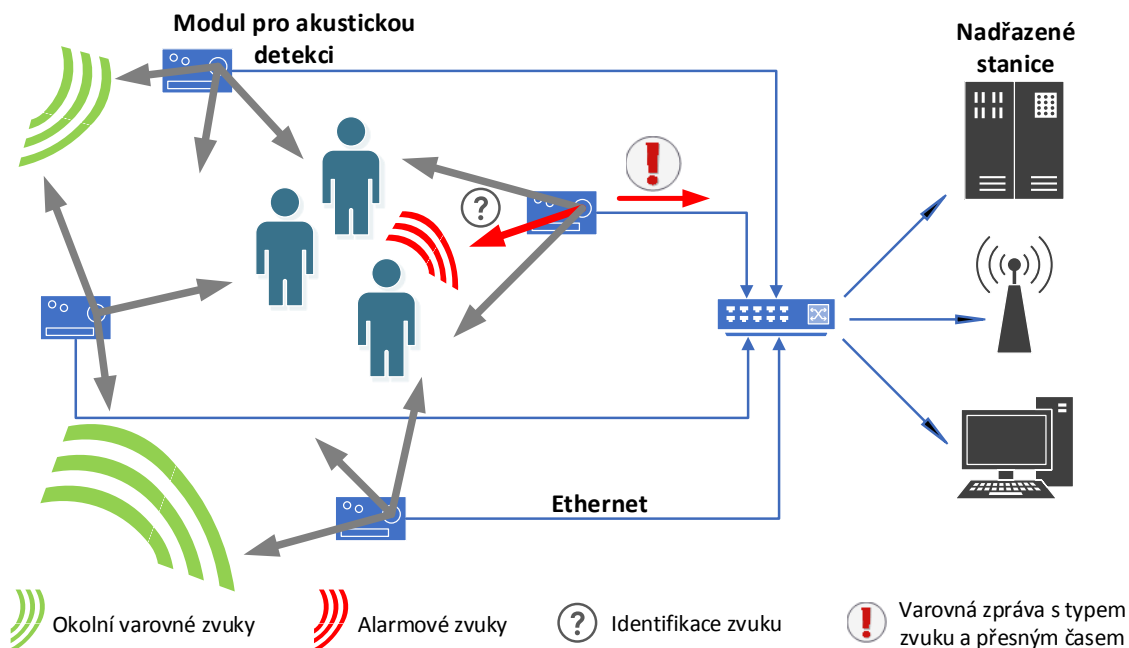 Modul pro akustickou
detekci
Nadřazené
stanice
Ethernet
Okolní varovné zvuky
Alarmové zvuky
? Identifikace zvuku
Varovná zpráva s typem
zvuku a přesným časem